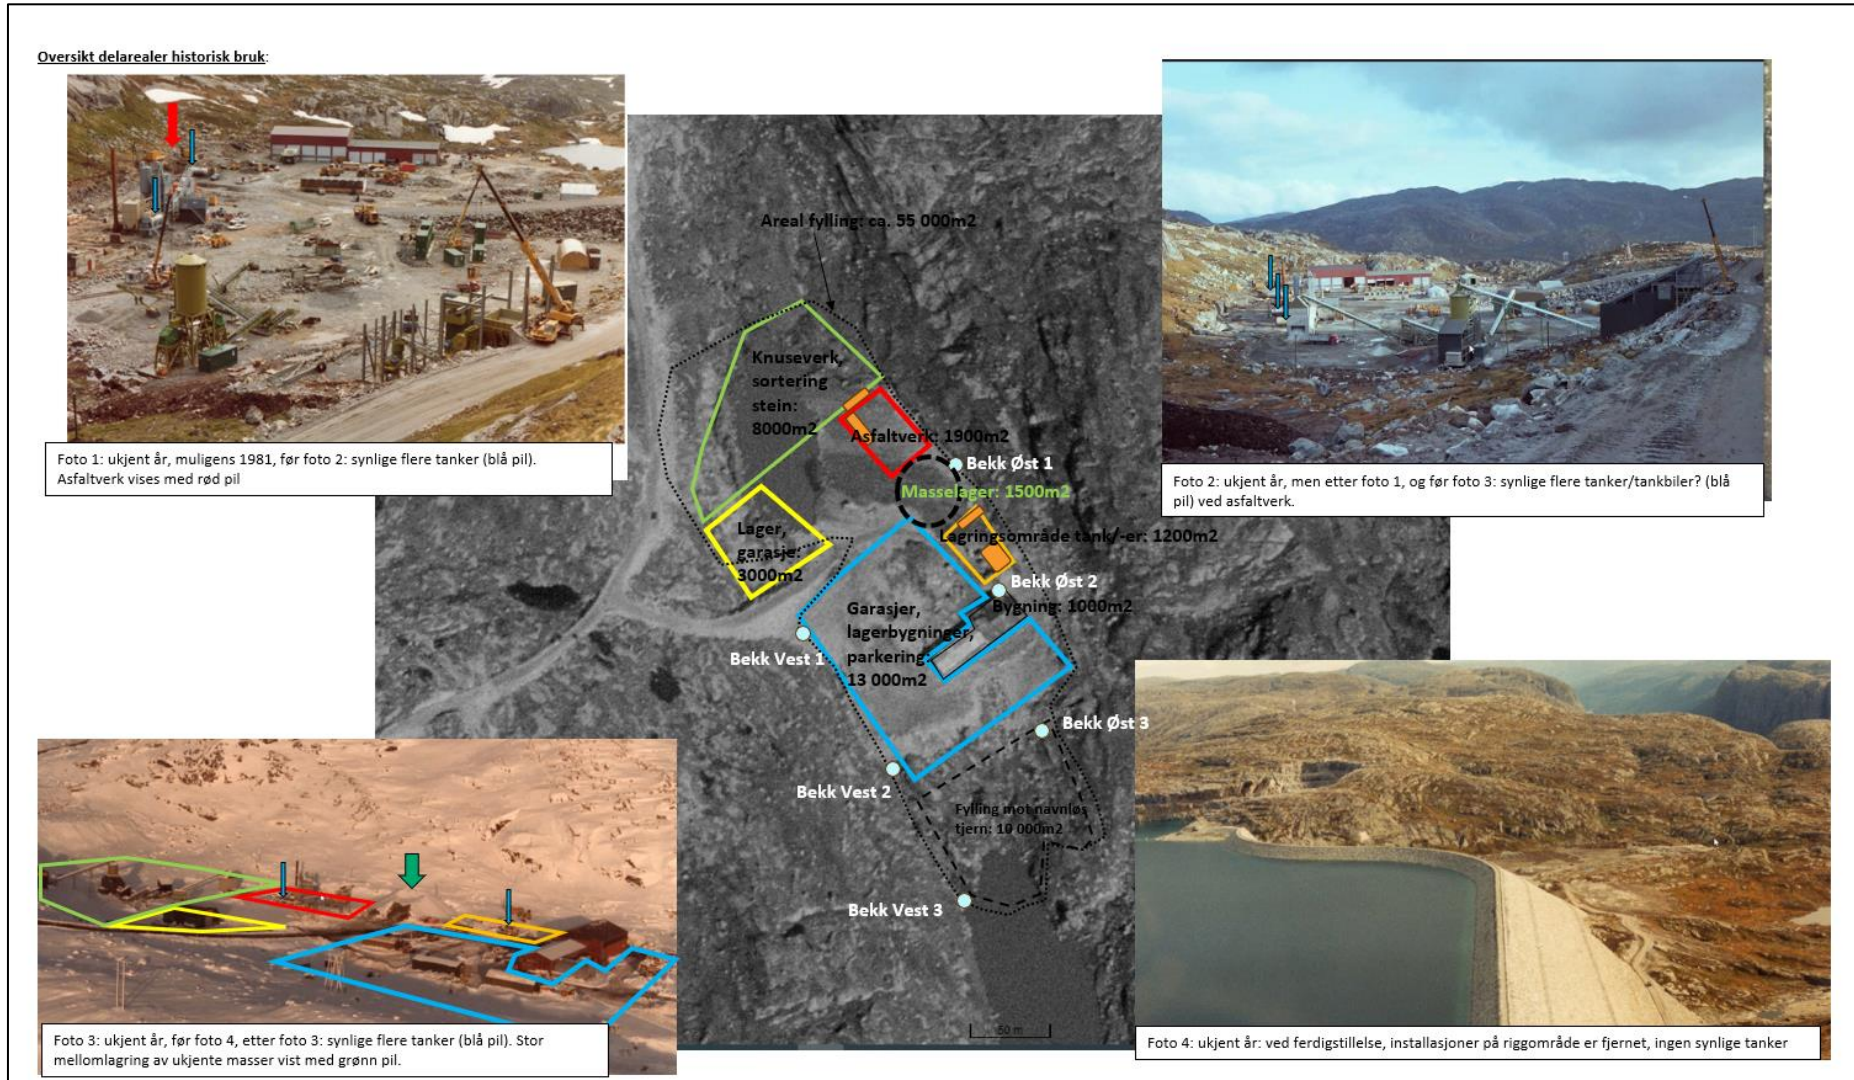 Oversikt delarealer historisk bruk:
Foto 1: ukjent år, muligens 1981, før foto 2: synlige flere tanker (blå pil).
Asfaltverk vises med rød pil
Foto 2: ukjent år, men etter foto 1, og før foto 3: synlige flere tanker/tankbiler? (blå
pil) ved asfaltverk.
Areal fylling: ca. 55 000m2
Knuseverk,
sortering
stein:
8000m2
Asfaltverk: 1900m2
Bekk Øst 1
Masselager: 1500m2
Lager,
garasje:
3000m2
Lagringsområde tank/-er: 1200m2
Bekk Øst 2
Bygning: 1000m2
Garasjer,
lagerbygninger,
parkering:
13 000m2
Bekk Vest 1
Bekk Øst 3
Bekk Vest 2
Fylling mot navnløs
tjern: 10 000m2
Bekk Vest 3
50 m
Foto 3: ukjent år, før foto 4, etter foto 3: synlige flere tanker (blå pil). Stor
mellomlagring av ukjente masser vist med grønn pil.
Foto 4: ukjent år: ved ferdigstillelse, installasjoner på riggområde er fjernet, ingen synlige tanker